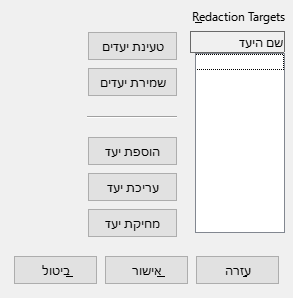 Redaction Targets
שם היעד
טעינת יעדים
שמירת יעדים
הוספת יעד
עריכת יעד
מחיקת יעד
עזרה
אישור
ביטול